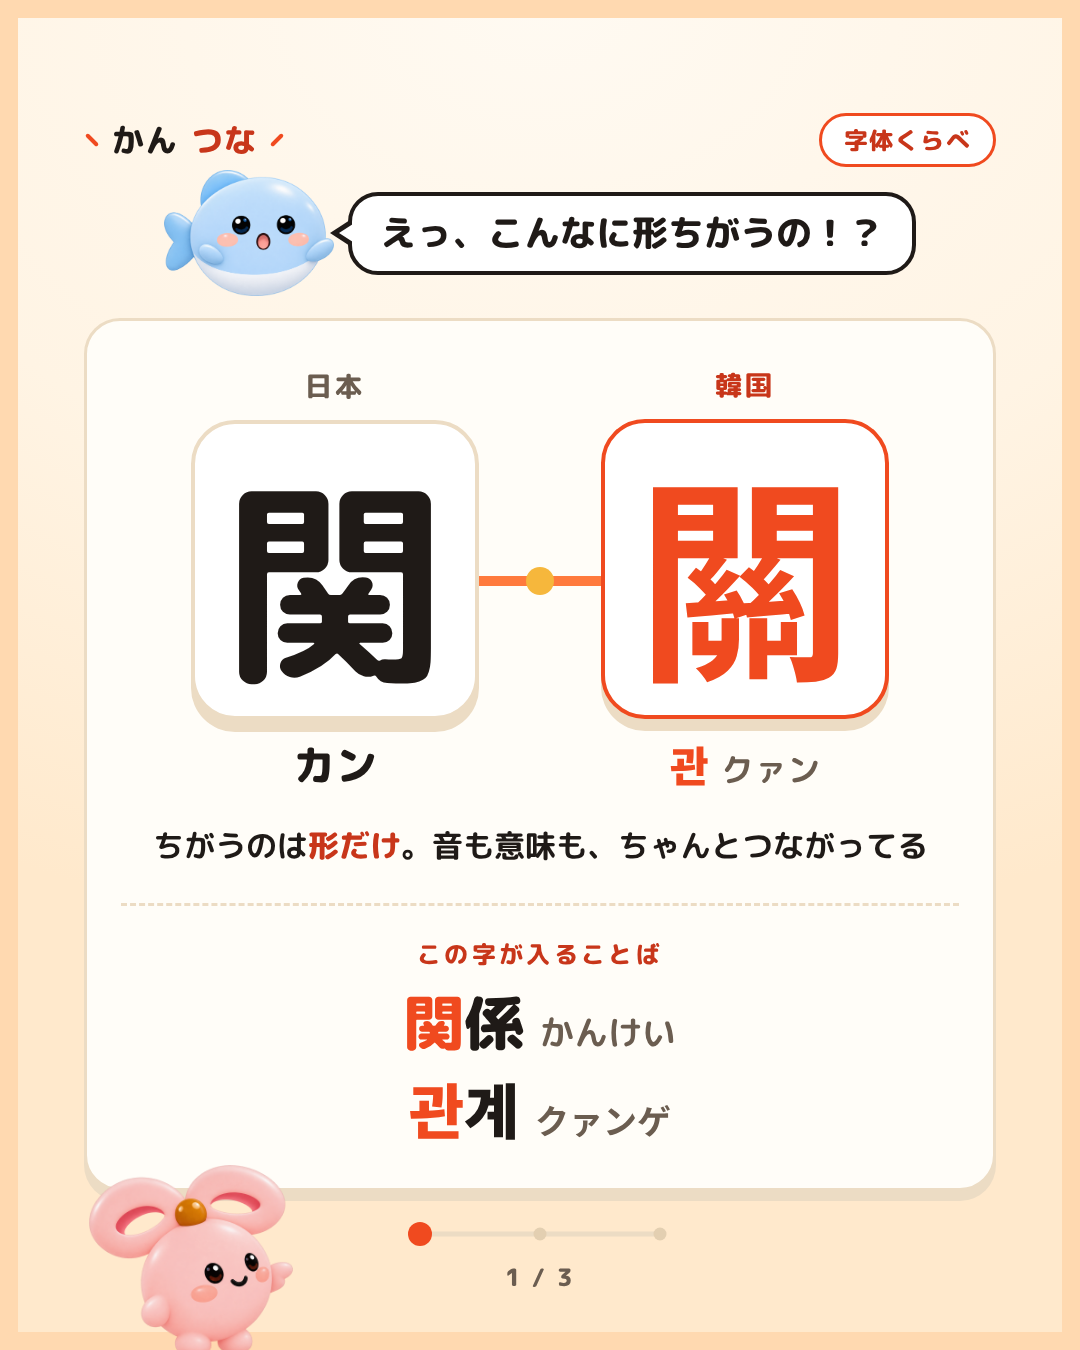 かん つな
字体くらべ
えっ、こんなに形ちがうの！？
日本
韓国
関
關
カン
관 クァン
ちがうのは形だけ。音も意味も、ちゃんとつながってる
この字が入ることば
関係 かんけい
관계 クァンゲ
1 / 3